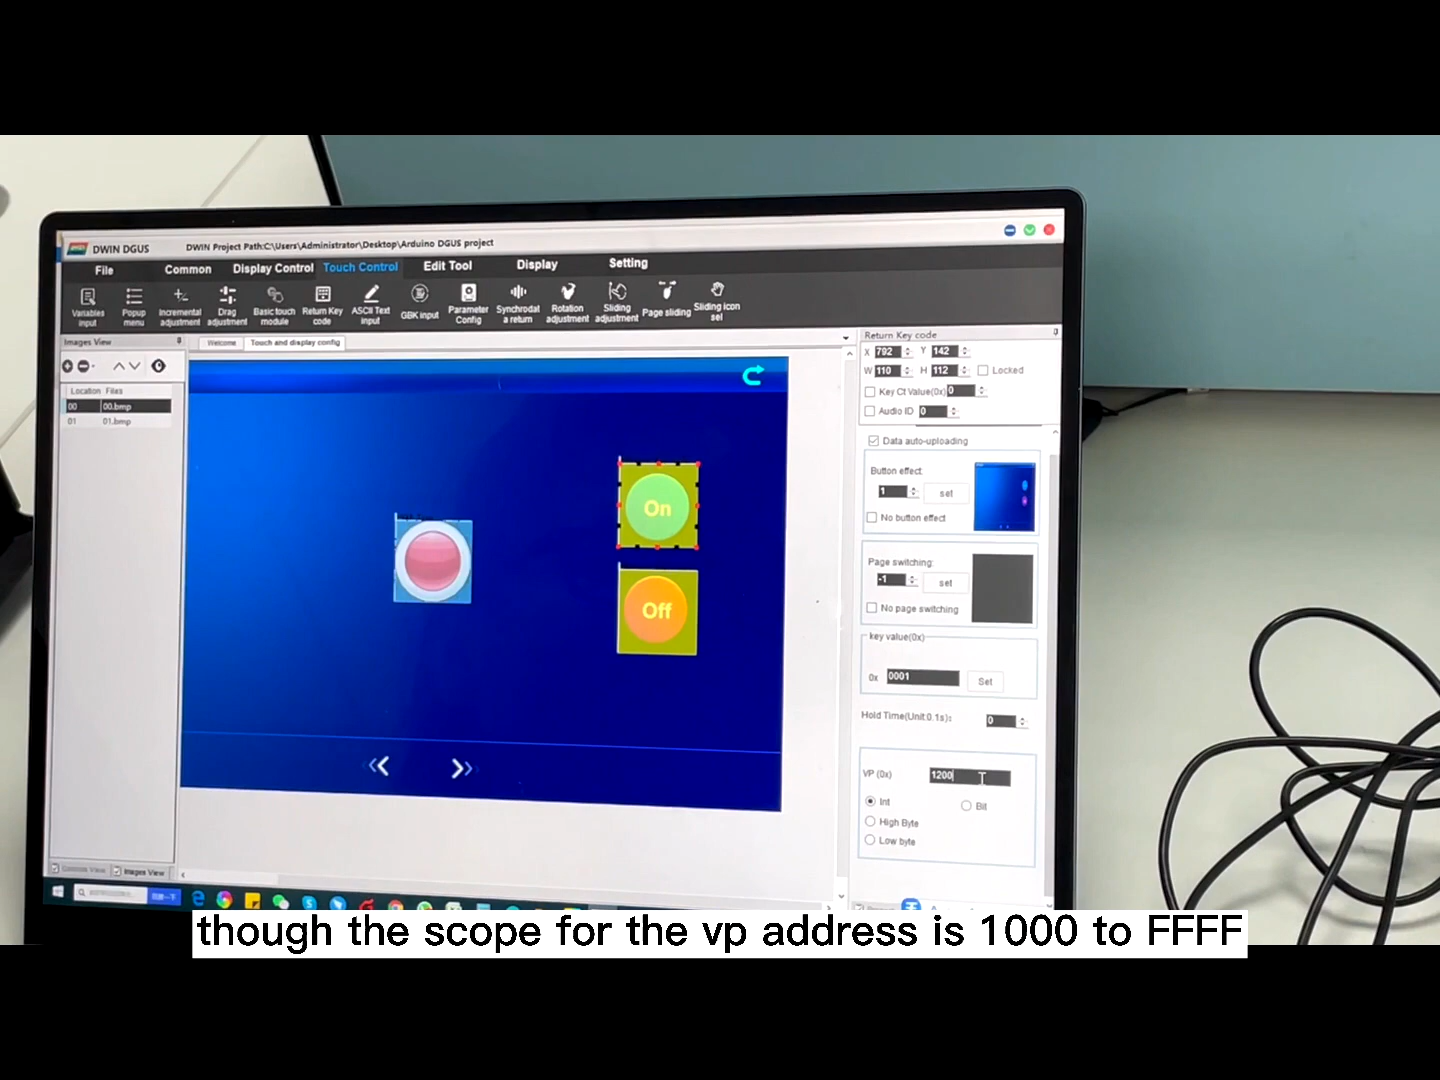 DWIN DGUS
DWIN Project Path:C:\Users\Administrator\Desktop\Arduino DGUS project
File Common Display Control Touch Control Edit Tool Display Setting
Variables input
Popup menu
Incremental adjustment
Drag adjustment
Basic touch module
Return Key code
ASCII Text input
GBK input
Parameter Config
Synchrodata return
Rotation adjustment
Sliding adjustment
Page sliding
Sliding icon sel
Images View
Welcome
Touch and display config
Location Files
00 00.bmp
01 01.bmp
On
Off
Return Key code
X 792 Y 142
W 110 H 112 Locked
Key Ct Value(0x) 0
Audio ID 0
Data auto-uploading
Button effect
1 set
No button effect
Page switching:
-1 set
No page switching
key value(0x)
0x 0001 Set
Hold Time(Unit:0.1s): 0
VP (0x) 1200
Int Bit
High Byte
Low byte
Images View
though the scope for the vp address is 1000 to FFFF